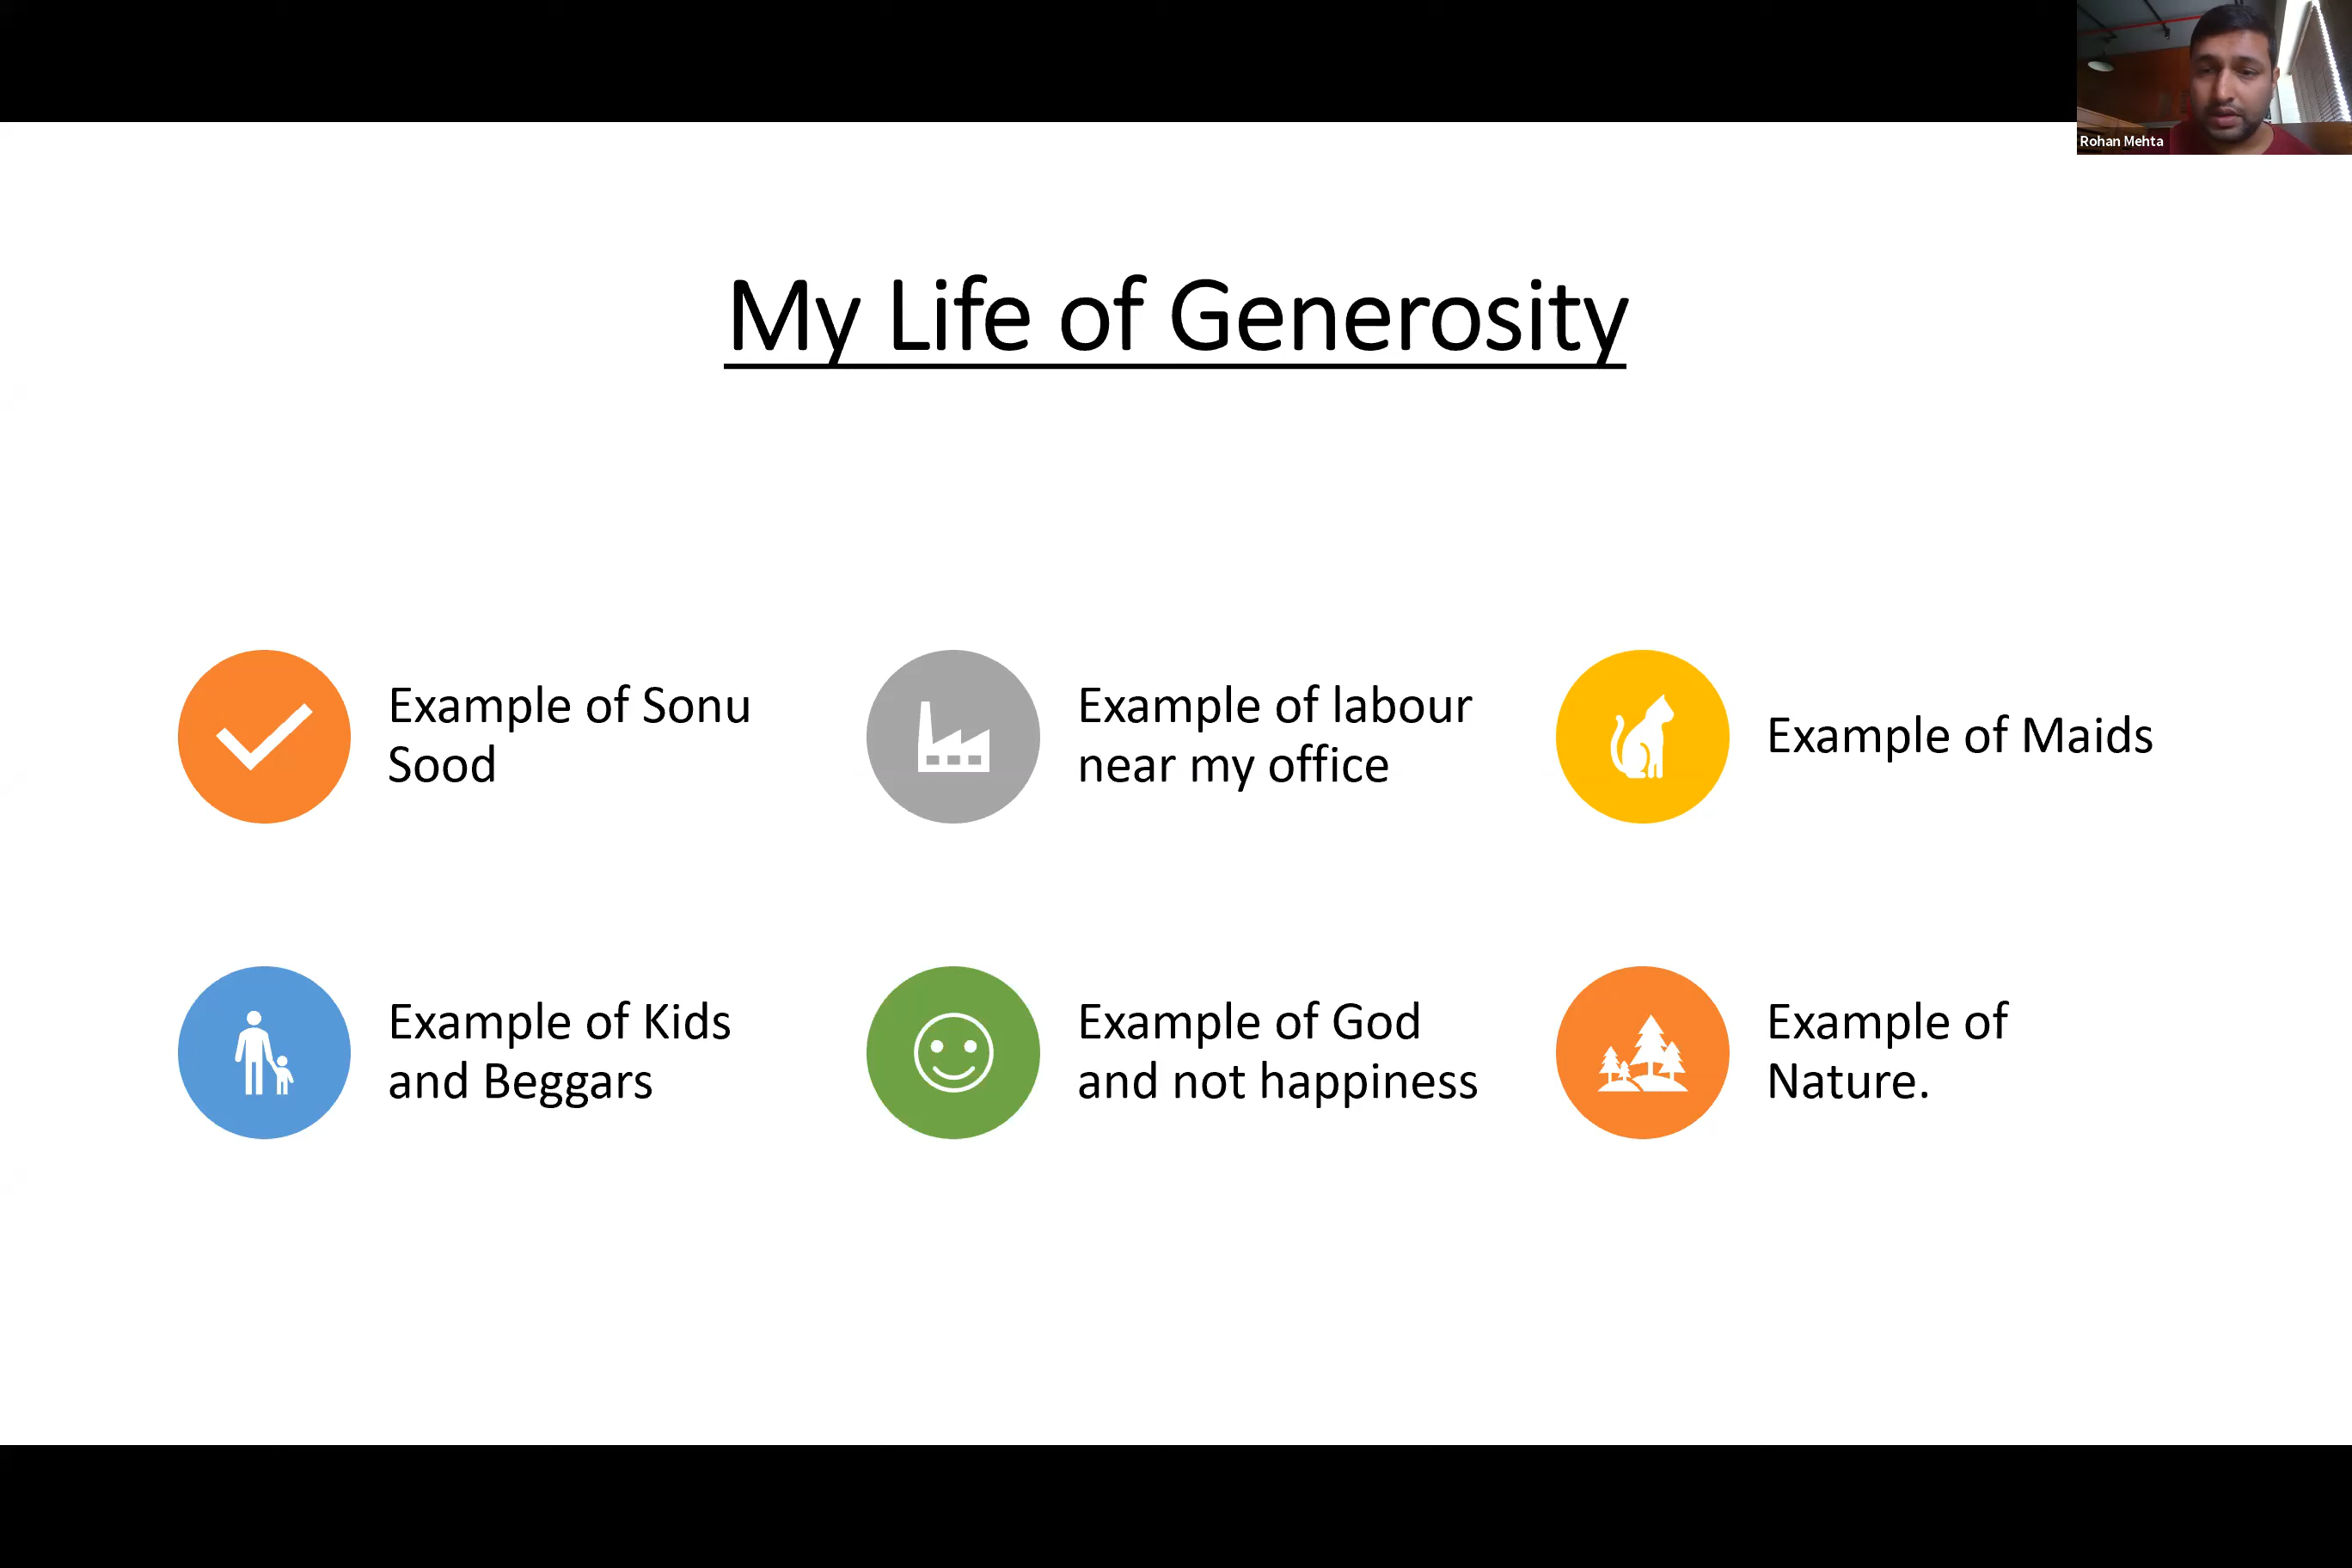 Rohan Mehta
My Life of Generosity
Example of Sonu
Sood
Example of labour
near my office
Example of Maids
Example of Kids
and Beggars
Example of God
and not happiness
Example of
Nature.